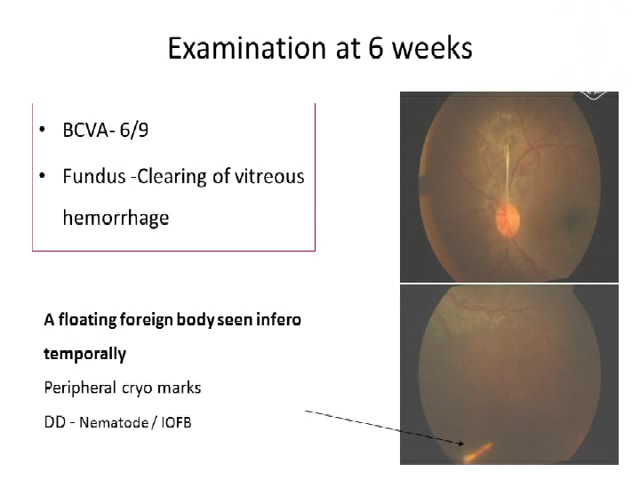 Examination at 6 weeks
• BCVA- 6/9
• Fundus -Clearing of vitreous
hemorrhage
A floating foreign body seen infero
temporally
Peripheral cryo marks
DD - Nematode / IOFB